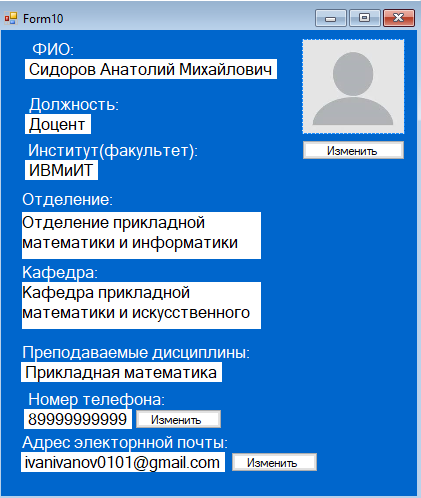 Form10
ФИО:
Сидоров Анатолий Михайлович
Изменить
Должность:
Доцент
Институт(факультет):
ИВМиИТ
Отделение:
Отделение прикладной
математики и информатики
Кафедра:
Кафедра прикладной
математики и искусственного
Преподаваемые дисциплины:
Прикладная математика
Номер телефона:
89999999999 Изменить
Адрес электорнной почты:
ivanivanov0101@gmail.com Изменить